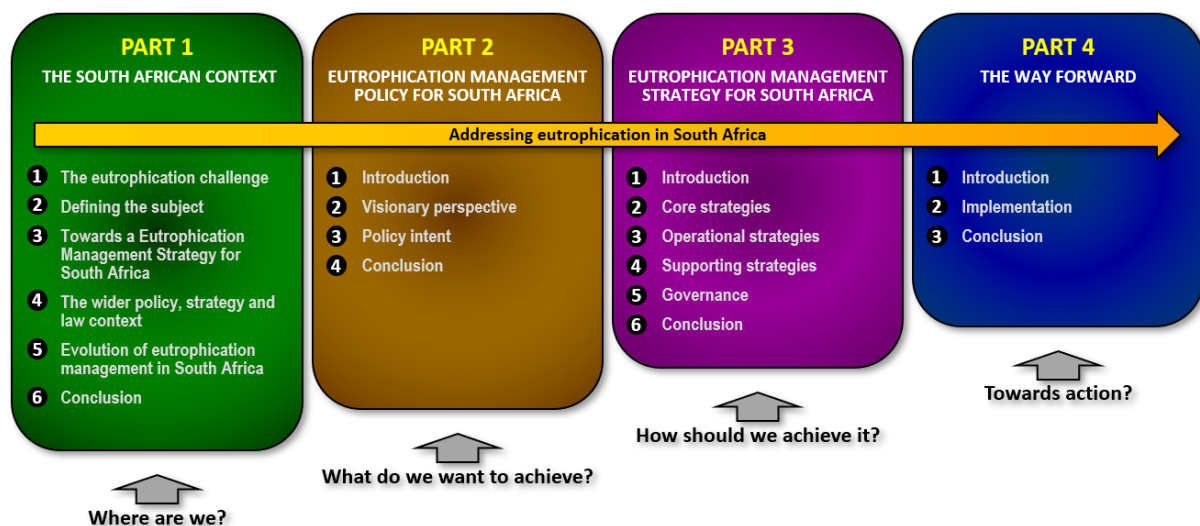 PART 1
THE SOUTH AFRICAN CONTEXT
PART 2
EUTROPHICATION MANAGEMENT
POLICY FOR SOUTH AFRICA
PART 3
EUTROPHICATION MANAGEMENT
STRATEGY FOR SOUTH AFRICA
PART 4
THE WAY FORWARD
Addressing eutrophication in South Africa
1 The eutrophication challenge
2 Defining the subject
3 Towards a Eutrophication
Management Strategy for
South Africa
4 The wider policy, strategy and
law context
5 Evolution of eutrophication
management in South Africa
6 Conclusion
1 Introduction
2 Visionary perspective
3 Policy intent
4 Conclusion
1 Introduction
2 Core strategies
3 Operational strategies
4 Supporting strategies
5 Governance
6 Conclusion
1 Introduction
2 Implementation
3 Conclusion
Where are we?
What do we want to achieve?
How should we achieve it?
Towards action?